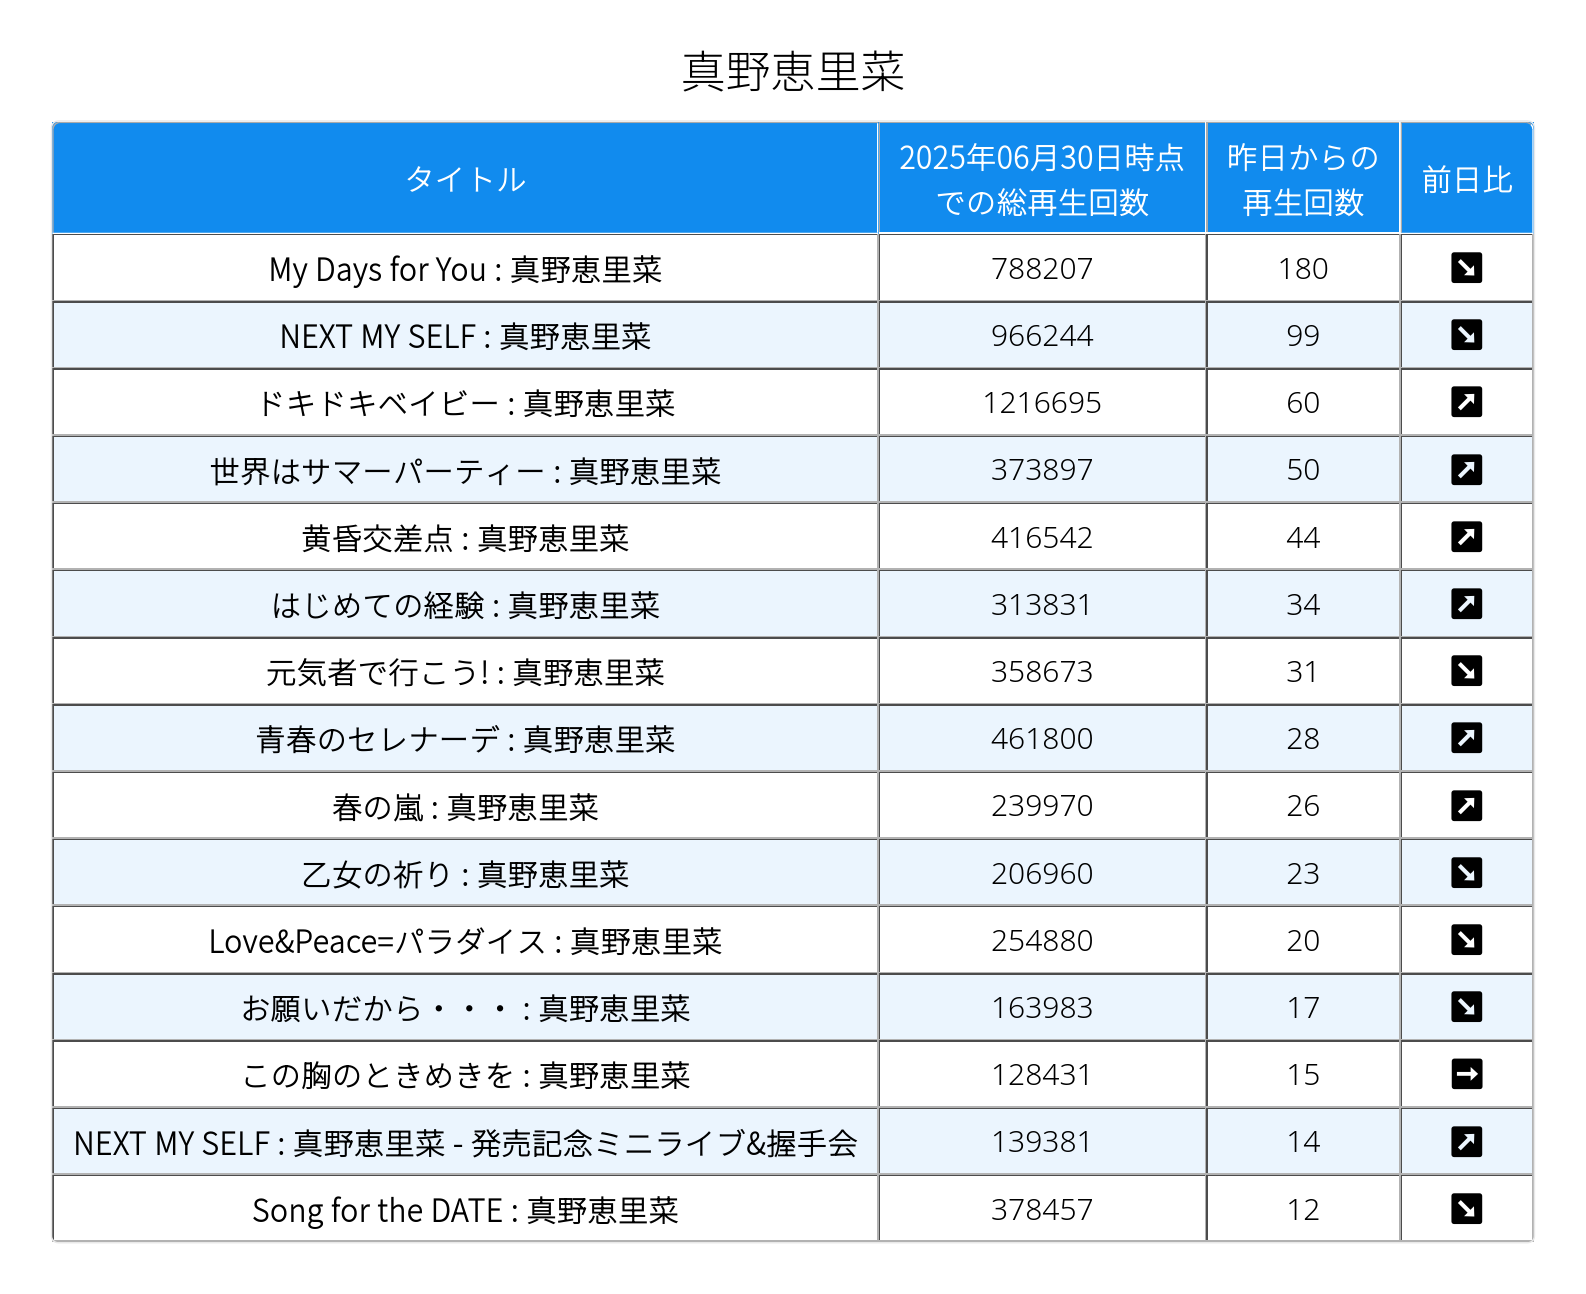 真野恵里菜
タイトル 2025年06月30日時点での総再生回数 昨日からの再生回数 前日比
My Days for You : 真野恵里菜 788207 180 ↘
NEXT MY SELF : 真野恵里菜 966244 99 ↘
ドキドキベイビー : 真野恵里菜 1216695 60 ↗
世界はサマーパーティー : 真野恵里菜 373897 50 ↗
黄昏交差点 : 真野恵里菜 416542 44 ↗
はじめての経験 : 真野恵里菜 313831 34 ↗
元気者で行こう! : 真野恵里菜 358673 31 ↘
青春のセレナーデ : 真野恵里菜 461800 28 ↗
春の嵐 : 真野恵里菜 239970 26 ↗
乙女の祈り : 真野恵里菜 206960 23 ↘
Love&Peace=パラダイス : 真野恵里菜 254880 20 ↘
お願いだから・・・ : 真野恵里菜 163983 17 ↘
この胸のときめきを : 真野恵里菜 128431 15 →
NEXT MY SELF : 真野恵里菜 - 発売記念ミニライブ&握手会 139381 14 ↗
Song for the DATE : 真野恵里菜 378457 12 ↘